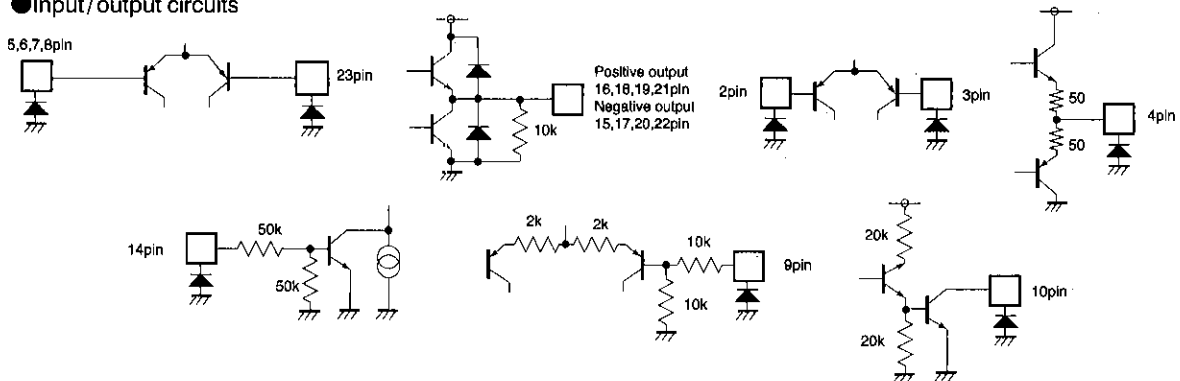 ●Input/output circuits
5,6,7,8pin
23pin
10k
Positive output
16,18,19,21pin
Negative output
15,17,20,22pin
2pin
3pin
50
50
4pin
14pin
50k
50k
2k
2k
10k
10k
9pin
20k
20k
10pin